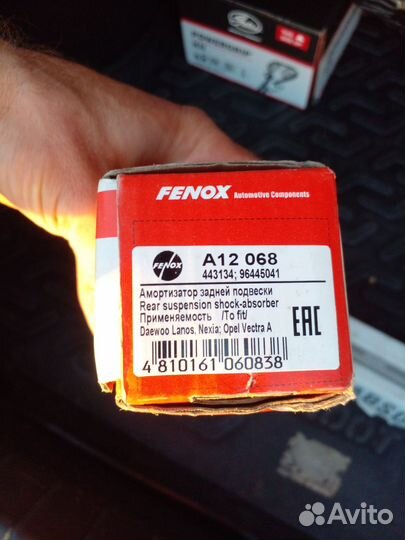 FENOX Automotive Components
FENOX
A12 068
443134; 96445041
Амортизатор задней подвески
Rear suspension shock-absorber
Применяемость /To fit/
Daewoo Lanos, Nexia; Opel Vectra A
EAC
4 810161 060838
Avito